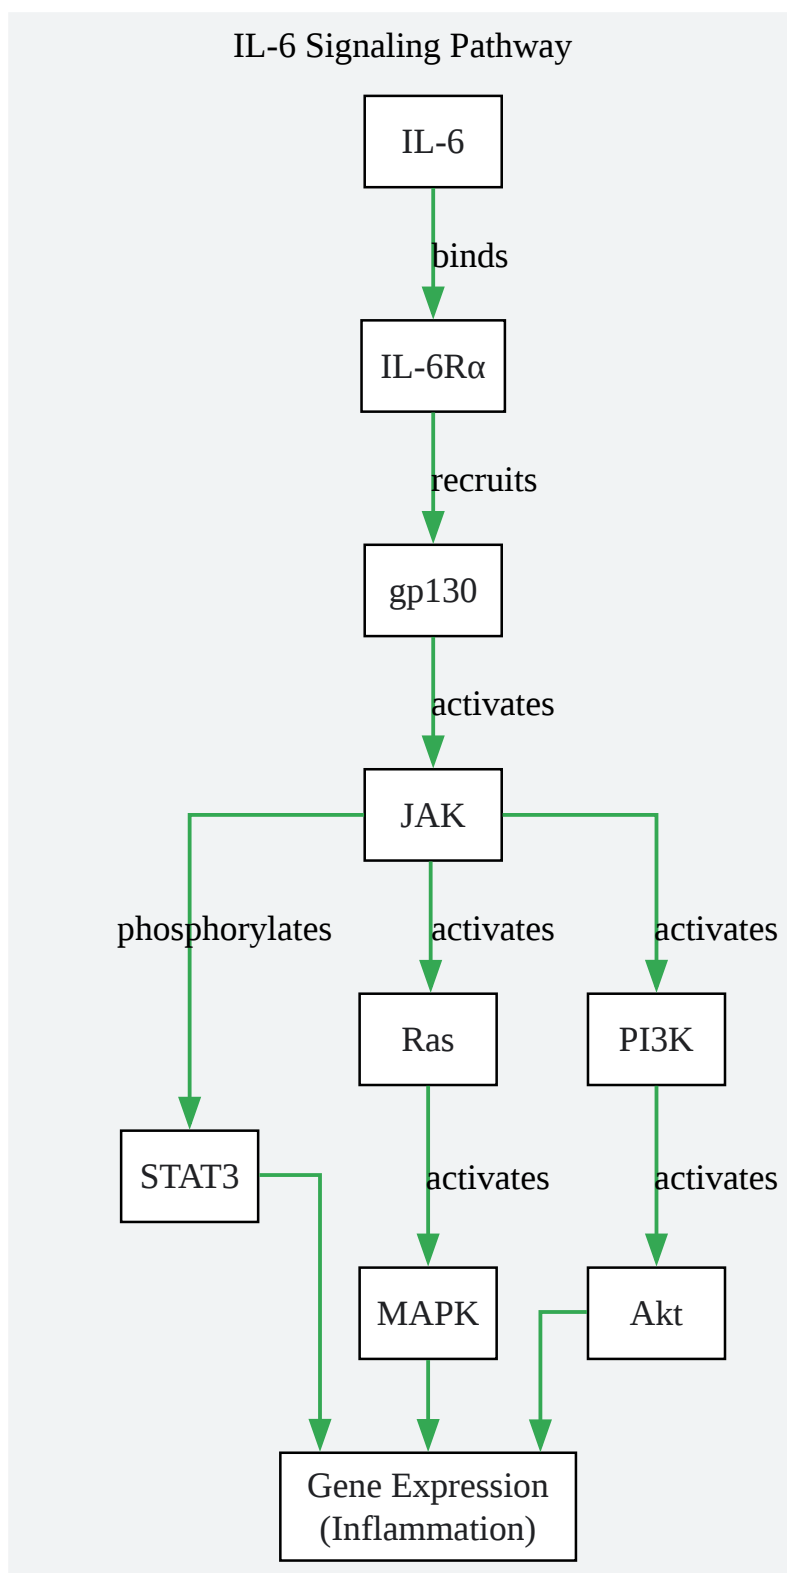 IL-6 Signaling Pathway
IL-6
binds
IL-6Rα
recruits
gp130
activates
JAK
phosphorylates
activates
activates
Ras
PI3K
STAT3
activates
activates
MAPK
Akt
Gene Expression
(Inflammation)